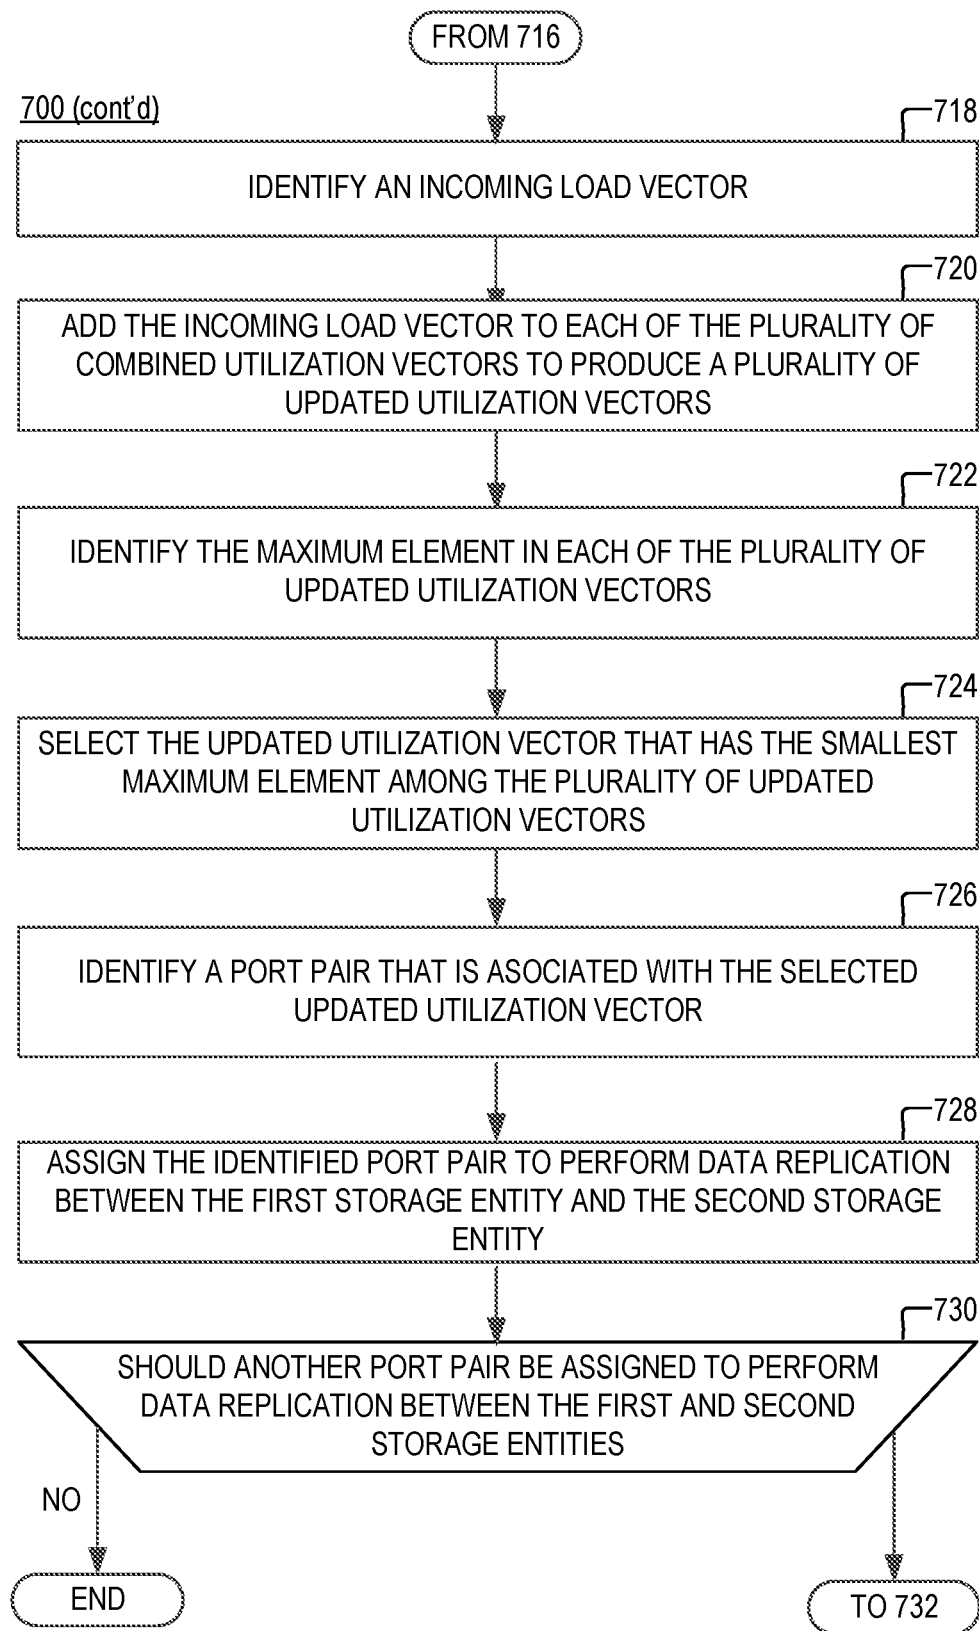 FROM 716
700 (cont'd)
718
IDENTIFY AN INCOMING LOAD VECTOR
720
ADD THE INCOMING LOAD VECTOR TO EACH OF THE PLURALITY OF
COMBINED UTILIZATION VECTORS TO PRODUCE A PLURALITY OF
UPDATED UTILIZATION VECTORS
722
IDENTIFY THE MAXIMUM ELEMENT IN EACH OF THE PLURALITY OF
UPDATED UTILIZATION VECTORS
724
SELECT THE UPDATED UTILIZATION VECTOR THAT HAS THE SMALLEST
MAXIMUM ELEMENT AMONG THE PLURALITY OF UPDATED
UTILIZATION VECTORS
726
IDENTIFY A PORT PAIR THAT IS ASOCIATED WITH THE SELECTED
UPDATED UTILIZATION VECTOR
728
ASSIGN THE IDENTIFIED PORT PAIR TO PERFORM DATA REPLICATION
BETWEEN THE FIRST STORAGE ENTITY AND THE SECOND STORAGE
ENTITY
730
SHOULD ANOTHER PORT PAIR BE ASSIGNED TO PERFORM
DATA REPLICATION BETWEEN THE FIRST AND SECOND
STORAGE ENTITIES
NO
END
TO 732